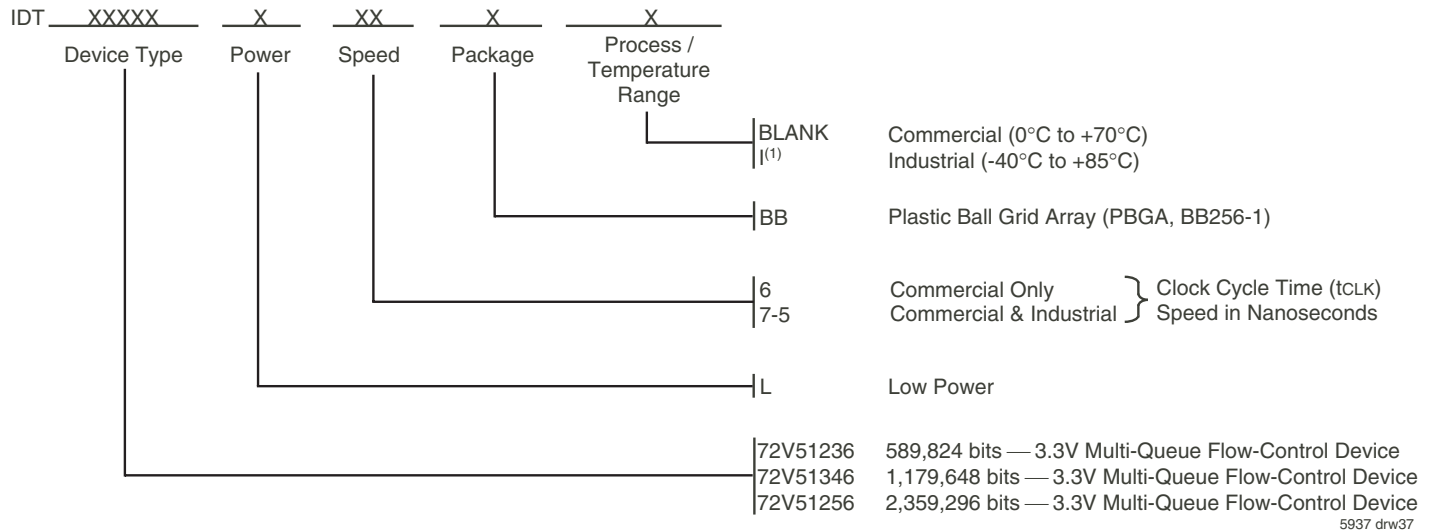 IDT XXXXX X XX X X
Device Type Power Speed Package Process / Temperature Range
BLANK Commercial (0°C to +70°C)
I(1) Industrial (-40°C to +85°C)
BB Plastic Ball Grid Array (PBGA, BB256-1)
6 Commercial Only
7-5 Commercial & Industrial
Clock Cycle Time (tCLK)
Speed in Nanoseconds
L Low Power
72V51236 589,824 bits — 3.3V Multi-Queue Flow-Control Device
72V51346 1,179,648 bits — 3.3V Multi-Queue Flow-Control Device
72V51256 2,359,296 bits — 3.3V Multi-Queue Flow-Control Device
5937 drw37